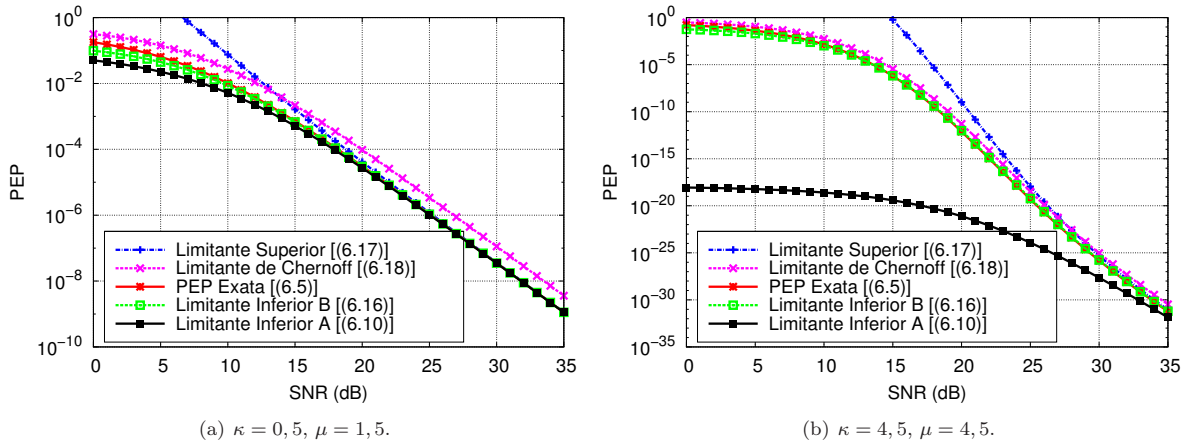 10^0
10^-2
10^-4
10^-6
10^-8
10^-10
PEP
0 5 10 15 20 25 30 35
SNR (dB)
Limitante Superior [(6.17)]
Limitante de Chernoff [(6.18)]
PEP Exata [(6.5)]
Limitante Inferior B [(6.16)]
Limitante Inferior A [(6.10)]
(a) κ = 0, 5, μ = 1, 5.
10^0
10^-5
10^-10
10^-15
10^-20
10^-25
10^-30
10^-35
PEP
0 5 10 15 20 25 30 35
SNR (dB)
Limitante Superior [(6.17)]
Limitante de Chernoff [(6.18)]
PEP Exata [(6.5)]
Limitante Inferior B [(6.16)]
Limitante Inferior A [(6.10)]
(b) κ = 4, 5, μ = 4, 5.